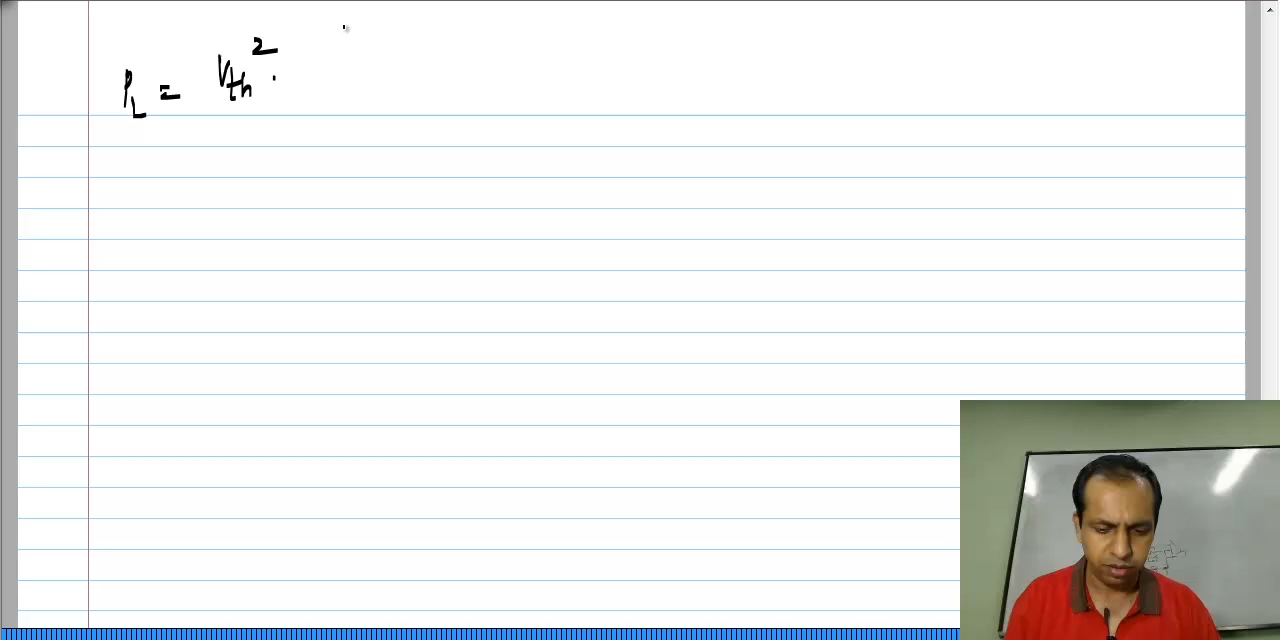 P_L = V_th^2 .